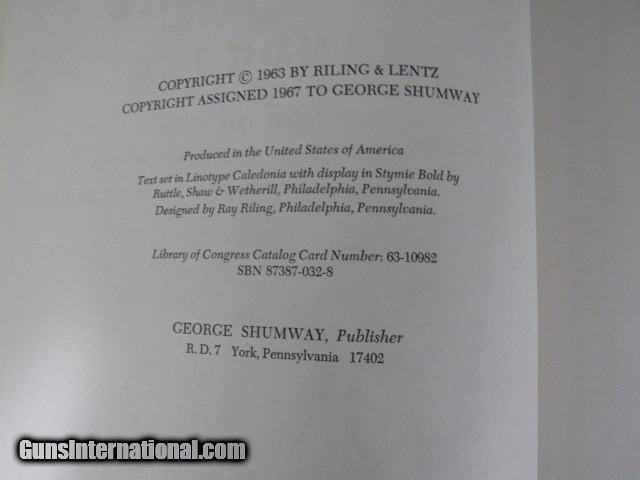 COPYRIGHT © 1963 BY RILING & LENTZ
COPYRIGHT ASSIGNED 1967 TO GEORGE SHUMWAY
Produced in the United States of America
Text set in Linotype Caledonia with display in Stymie Bold by
Ruttle, Shaw & Wetherill, Philadelphia, Pennsylvania.
Designed by Ray Riling, Philadelphia, Pennsylvania.
Library of Congress Catalog Card Number: 63-10982
SBN 87387-032-8
GEORGE SHUMWAY, Publisher
R. D. 7 York, Pennsylvania 17402
GunsInternational.com